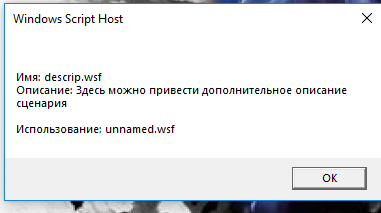 Windows Script Host
Имя: descrip.wsf
Описание: Здесь можно привести дополнительное описание
сценария
Использование: unnamed.wsf
OK